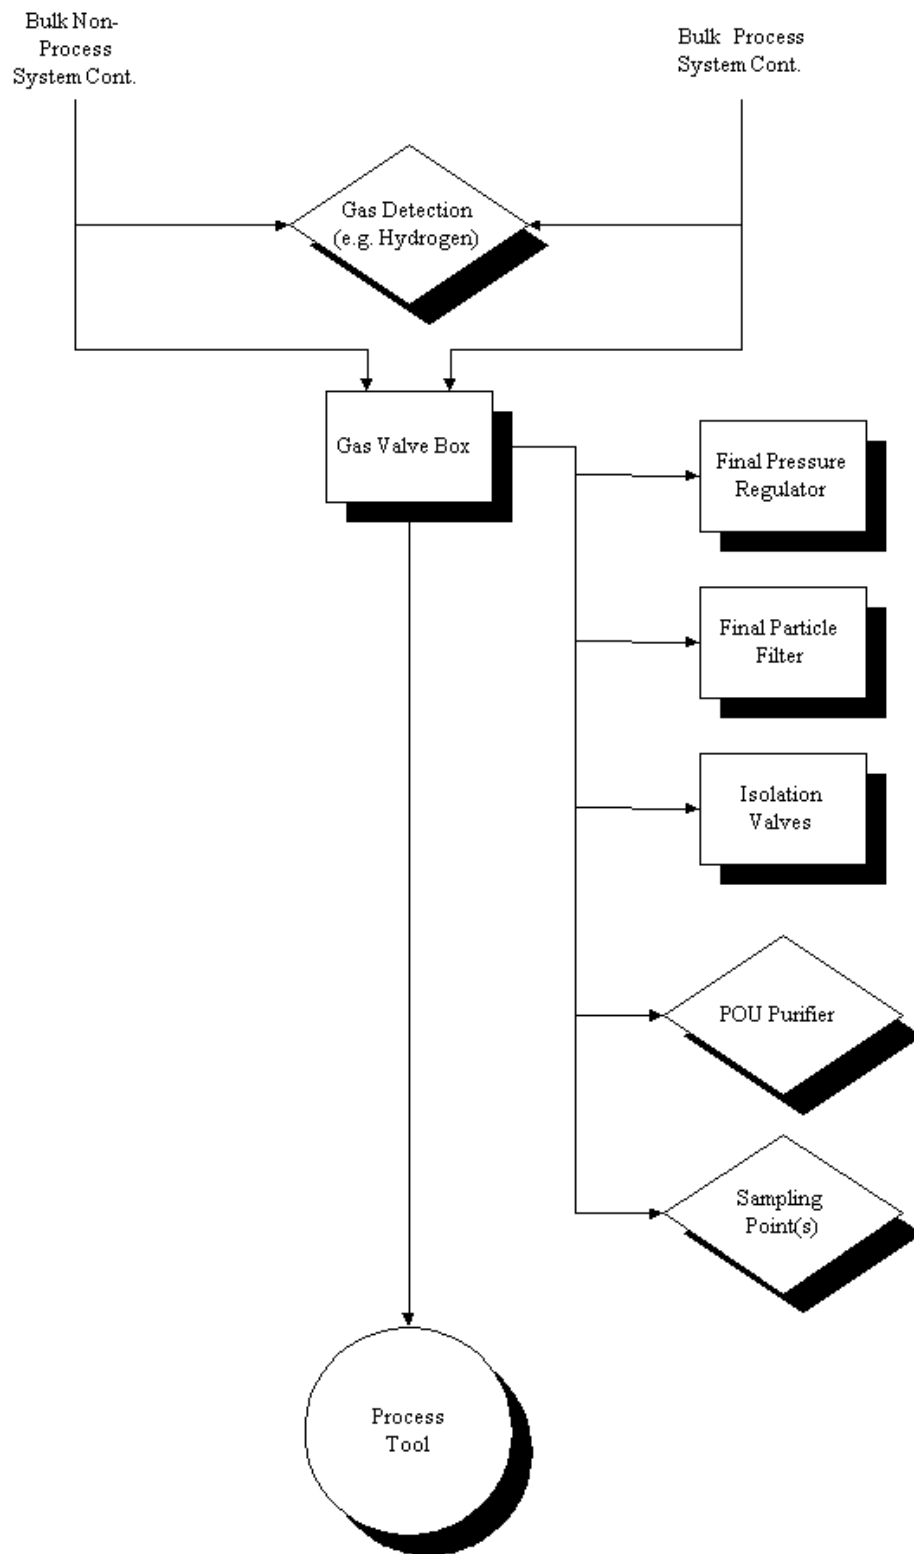 Bulk Non-
Process
System Cont.
Bulk Process
System Cont.
Gas Detection
(e.g. Hydrogen)
Gas Valve Box
Final Pressure
Regulator
Final Particle
Filter
Isolation
Valves
POU Purifier
Sampling
Point(s)
Process
Tool